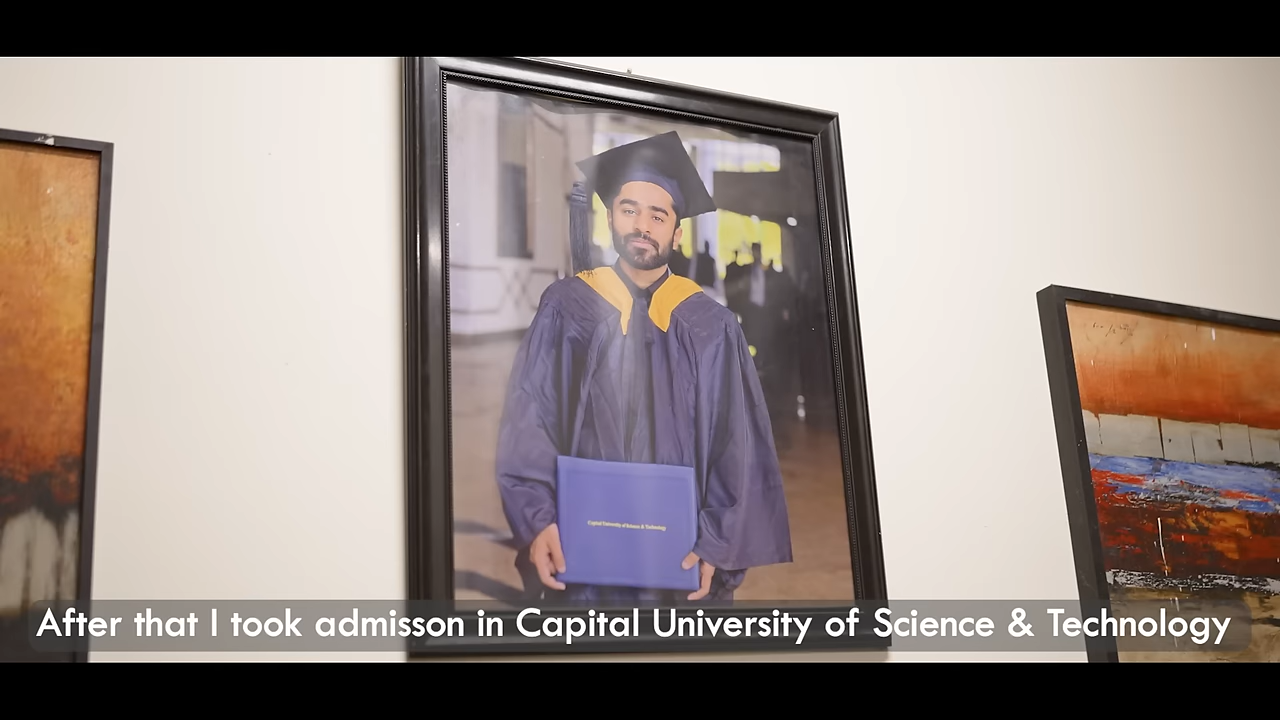 Capital University of Science & Technology
After that I took admisson in Capital University of Science & Technology